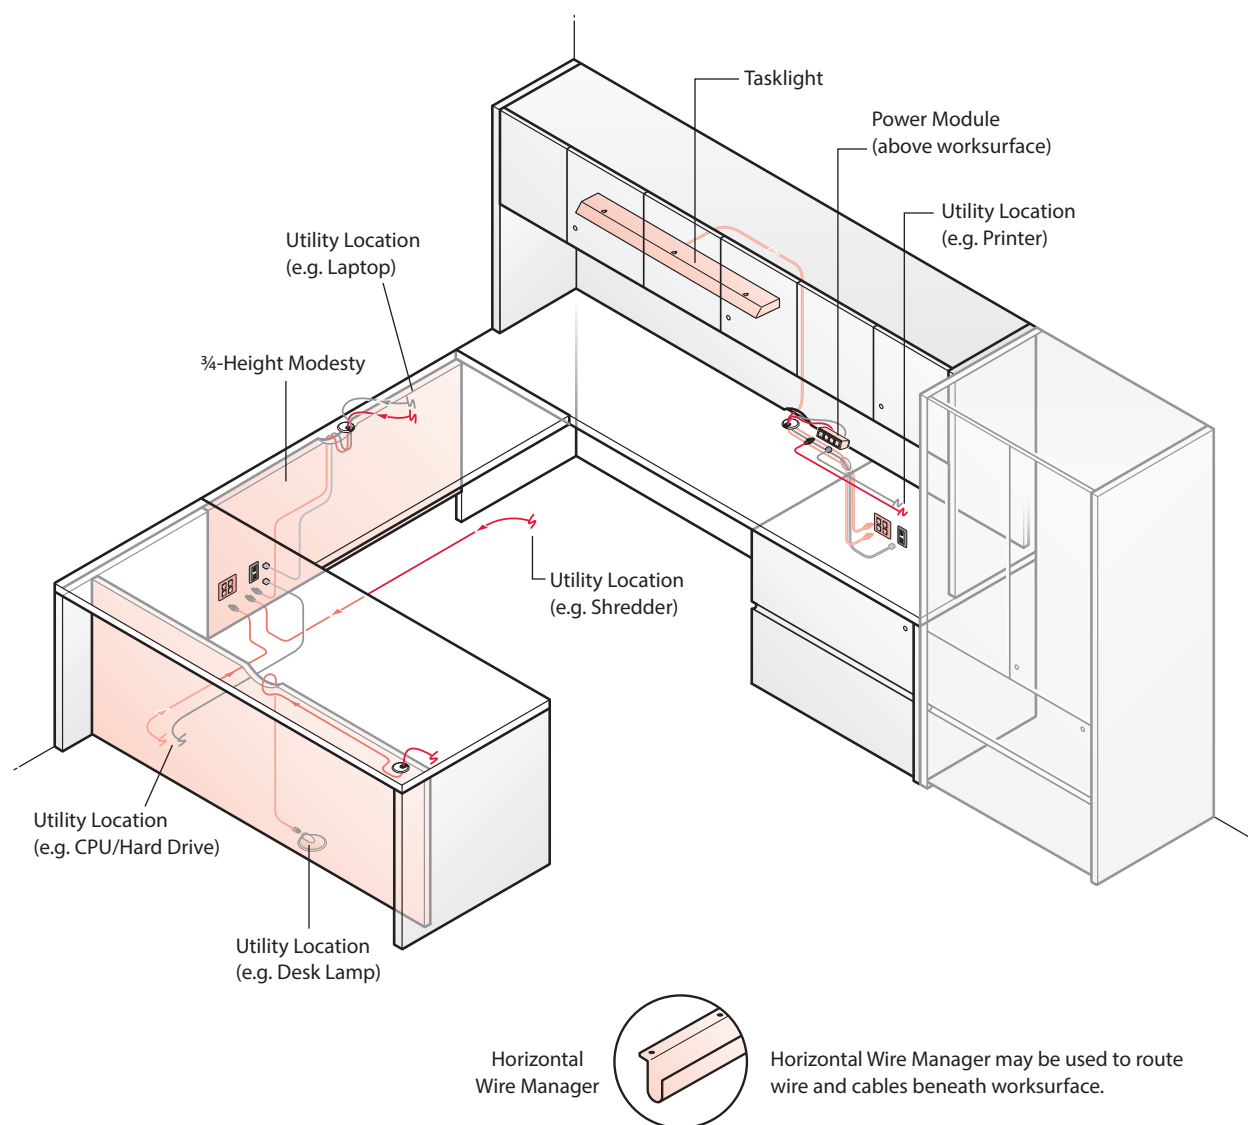 Tasklight
Power Module
(above worksurface)
Utility Location
(e.g. Printer)
Utility Location
(e.g. Laptop)
¾-Height Modesty
Utility Location
(e.g. Shredder)
Utility Location
(e.g. CPU/Hard Drive)
Utility Location
(e.g. Desk Lamp)
Horizontal
Wire Manager
Horizontal Wire Manager may be used to route
wire and cables beneath worksurface.